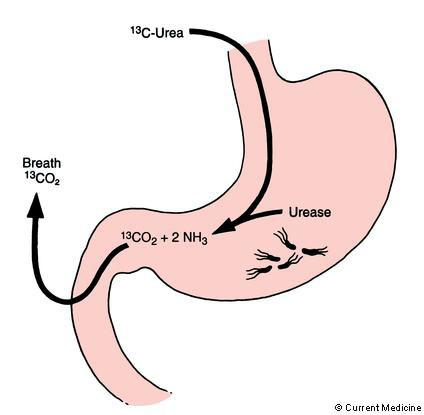 ¹³C-Urea
Breath
¹³CO₂
Urease
¹³CO₂ + 2 NH₃
© Current Medicine